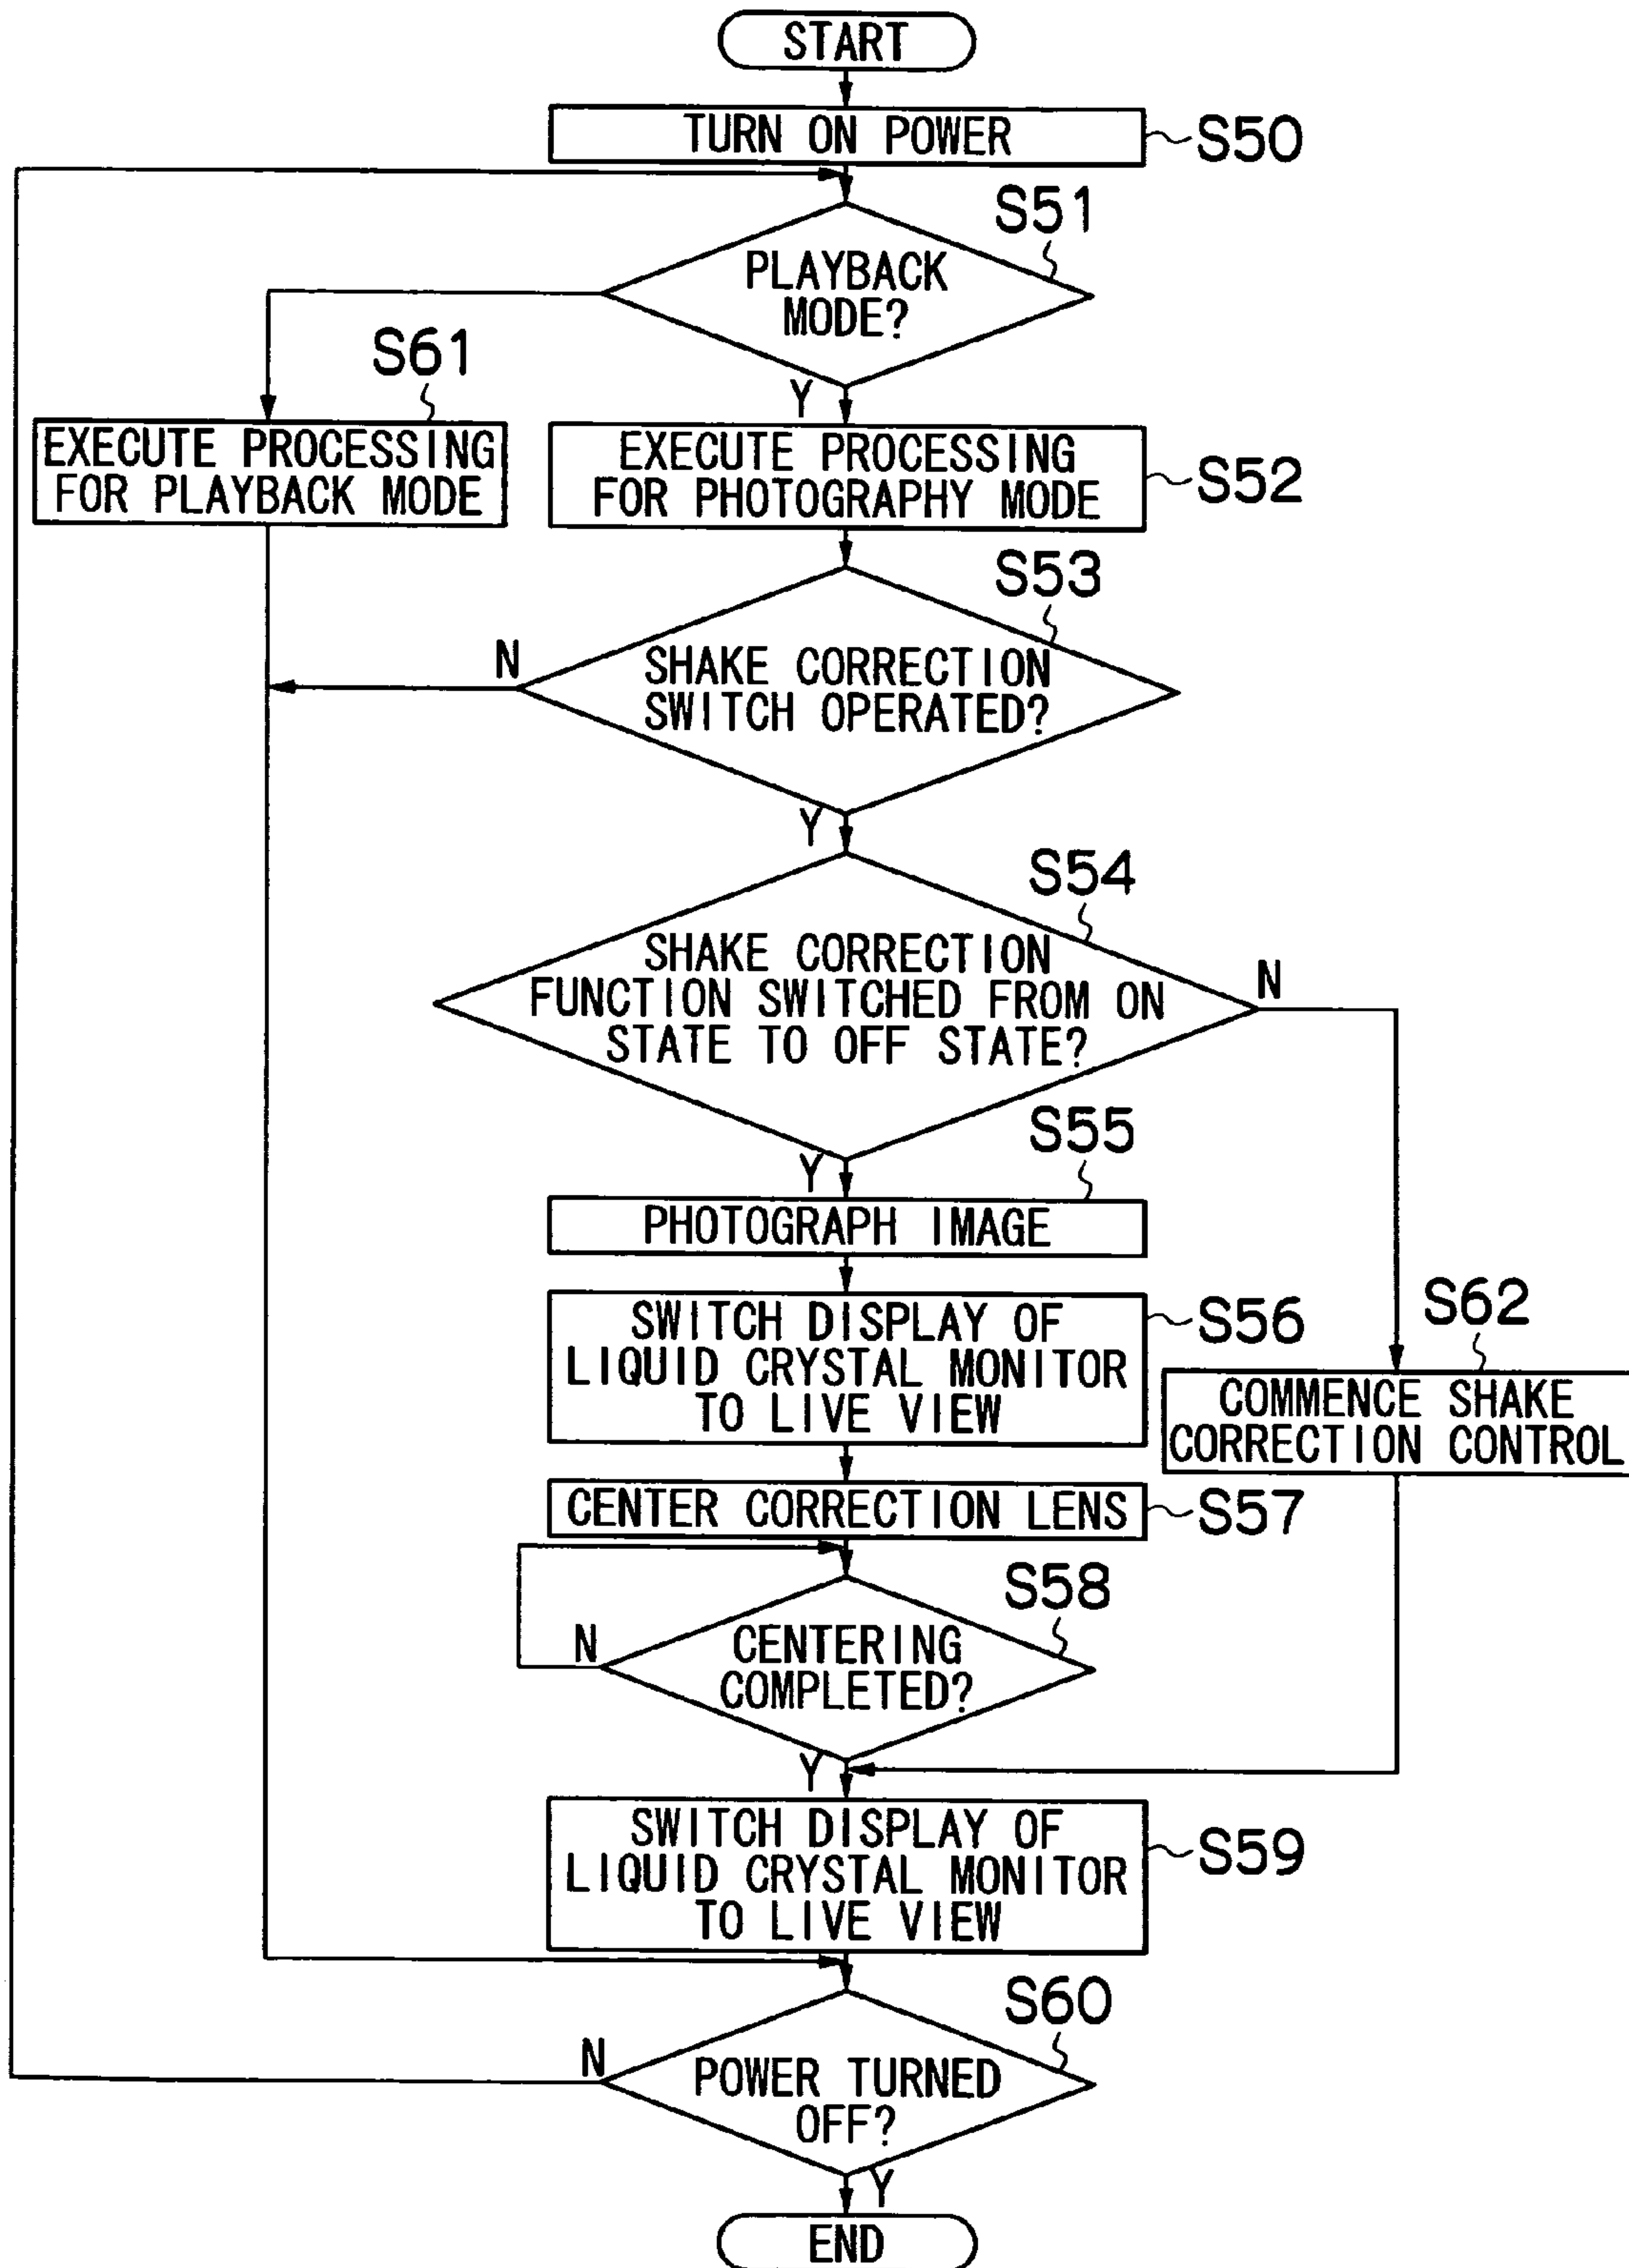 START
TURN ON POWER
S50
S51
PLAYBACK
MODE?
Y
S61
EXECUTE PROCESSING
FOR PLAYBACK MODE
EXECUTE PROCESSING
FOR PHOTOGRAPHY MODE
S52
S53
N
SHAKE CORRECTION
SWITCH OPERATED?
Y
S54
SHAKE CORRECTION
FUNCTION SWITCHED FROM ON
STATE TO OFF STATE?
N
Y
S55
PHOTOGRAPH IMAGE
SWITCH DISPLAY OF
LIQUID CRYSTAL MONITOR
TO LIVE VIEW
S56
S62
COMMENCE SHAKE
CORRECTION CONTROL
CENTER CORRECTION LENS
S57
S58
N
CENTERING
COMPLETED?
Y
SWITCH DISPLAY OF
LIQUID CRYSTAL MONITOR
TO LIVE VIEW
S59
S60
N
POWER TURNED
OFF?
Y
END